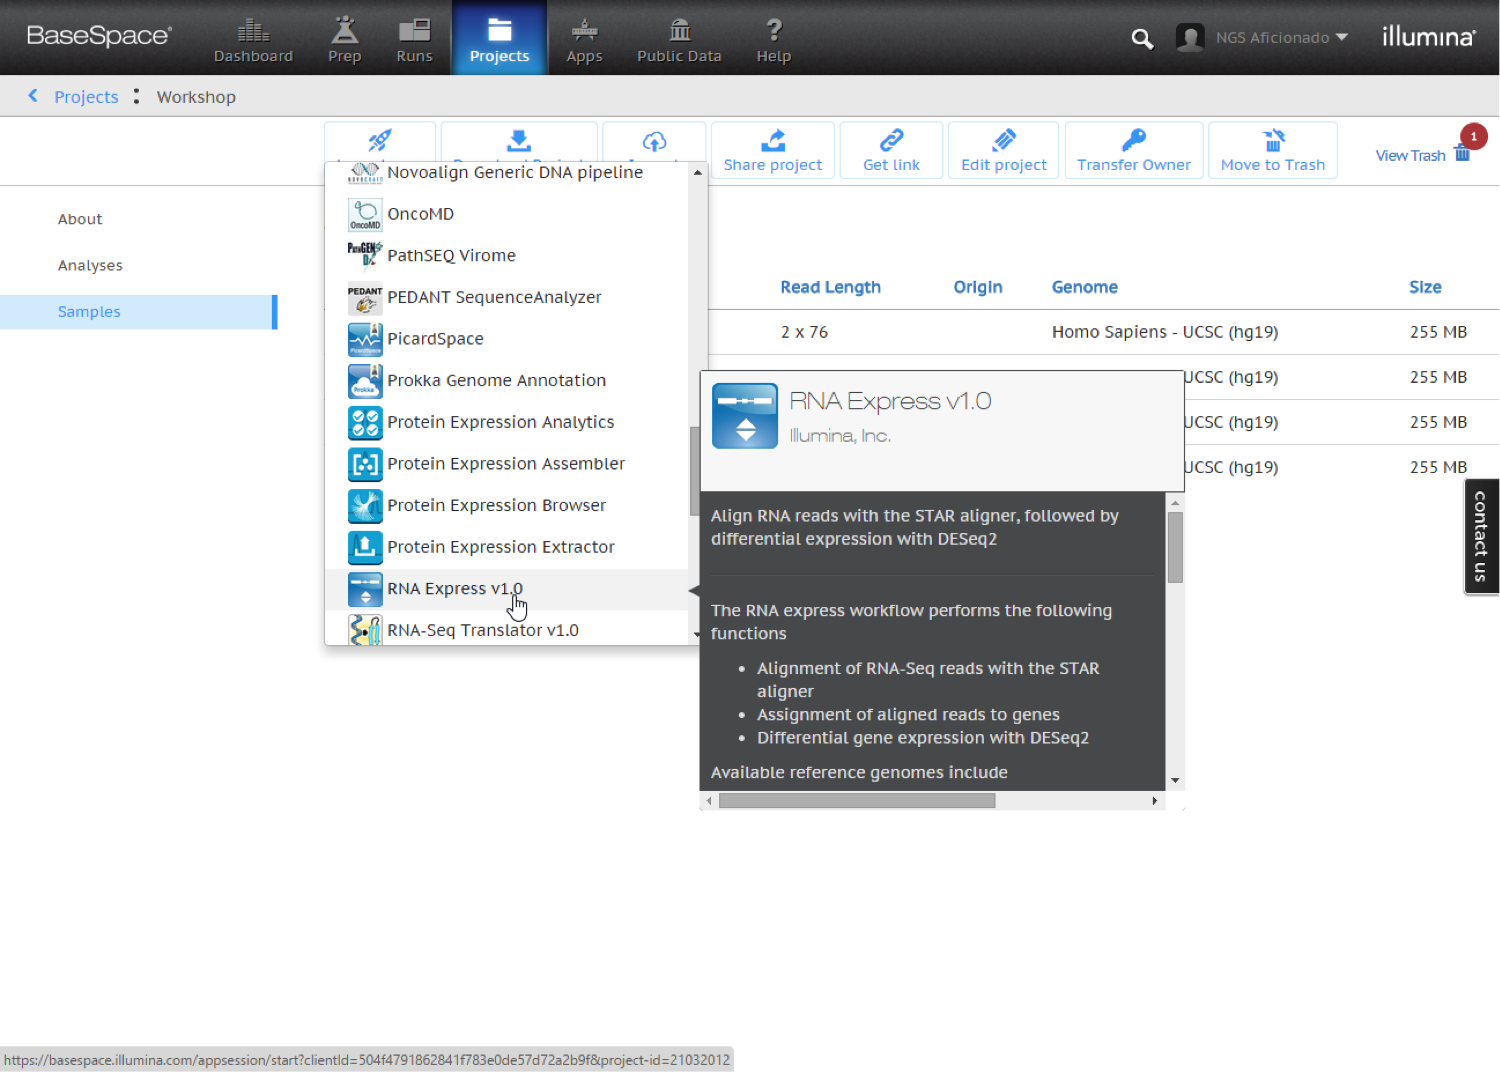 BaseSpace®
Dashboard
Prep
Runs
Projects
Apps
Public Data
Help
NGS Aficionado
illumina®
Projects : Workshop
Share project
Get link
Edit project
Transfer Owner
Move to Trash
View Trash
1
About
Analyses
Samples
NOVOCRAFT Novoalign Generic DNA pipeline
OncoMD OncoMD
PATHGEN DX PathSEQ Virome
PEDANT PEDANT SequenceAnalyzer
PicardSpace PicardSpace
Prokka Prokka Genome Annotation
Protein Expression Analytics
Protein Expression Assembler
Protein Expression Browser
Protein Expression Extractor
RNA Express v1.0
RNA-Seq Translator v1.0
Read Length Origin Genome Size
2 x 76 Homo Sapiens - UCSC (hg19) 255 MB
UCSC (hg19) 255 MB
UCSC (hg19) 255 MB
UCSC (hg19) 255 MB
RNA Express v1.0
Illumina, Inc.
Align RNA reads with the STAR aligner, followed by
differential expression with DESeq2
The RNA express workflow performs the following
functions
• Alignment of RNA-Seq reads with the STAR
aligner
• Assignment of aligned reads to genes
• Differential gene expression with DESeq2
Available reference genomes include
contact us
https://basespace.illumina.com/appsession/start?clientId=504f4791862841f783e0de57d72a2b9f&project-id=21032012